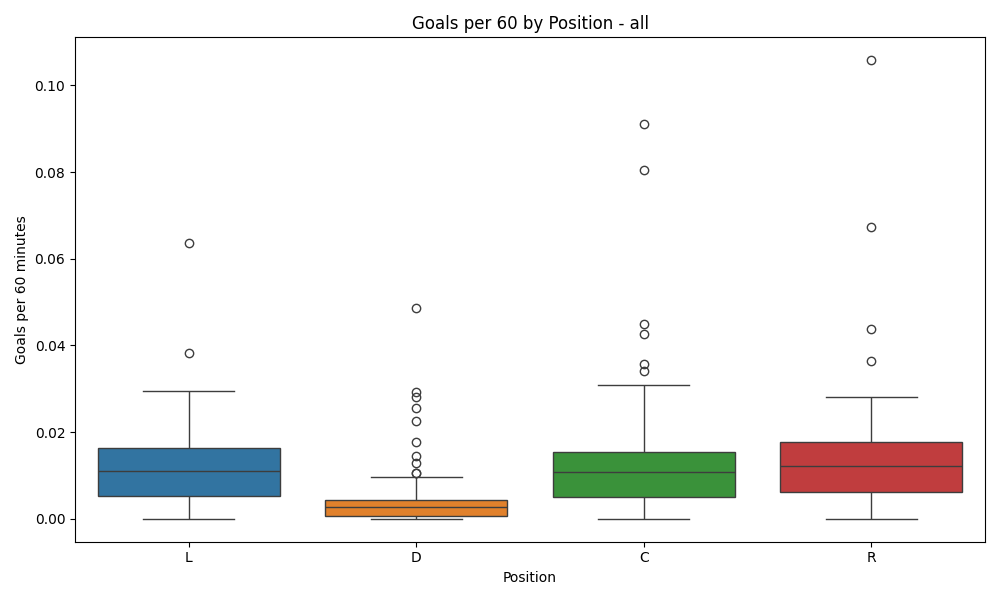 Goals per 60 by Position - all
Goals per 60 minutes
0.10
0.08
0.06
0.04
0.02
0.00
L
D
C
R
Position